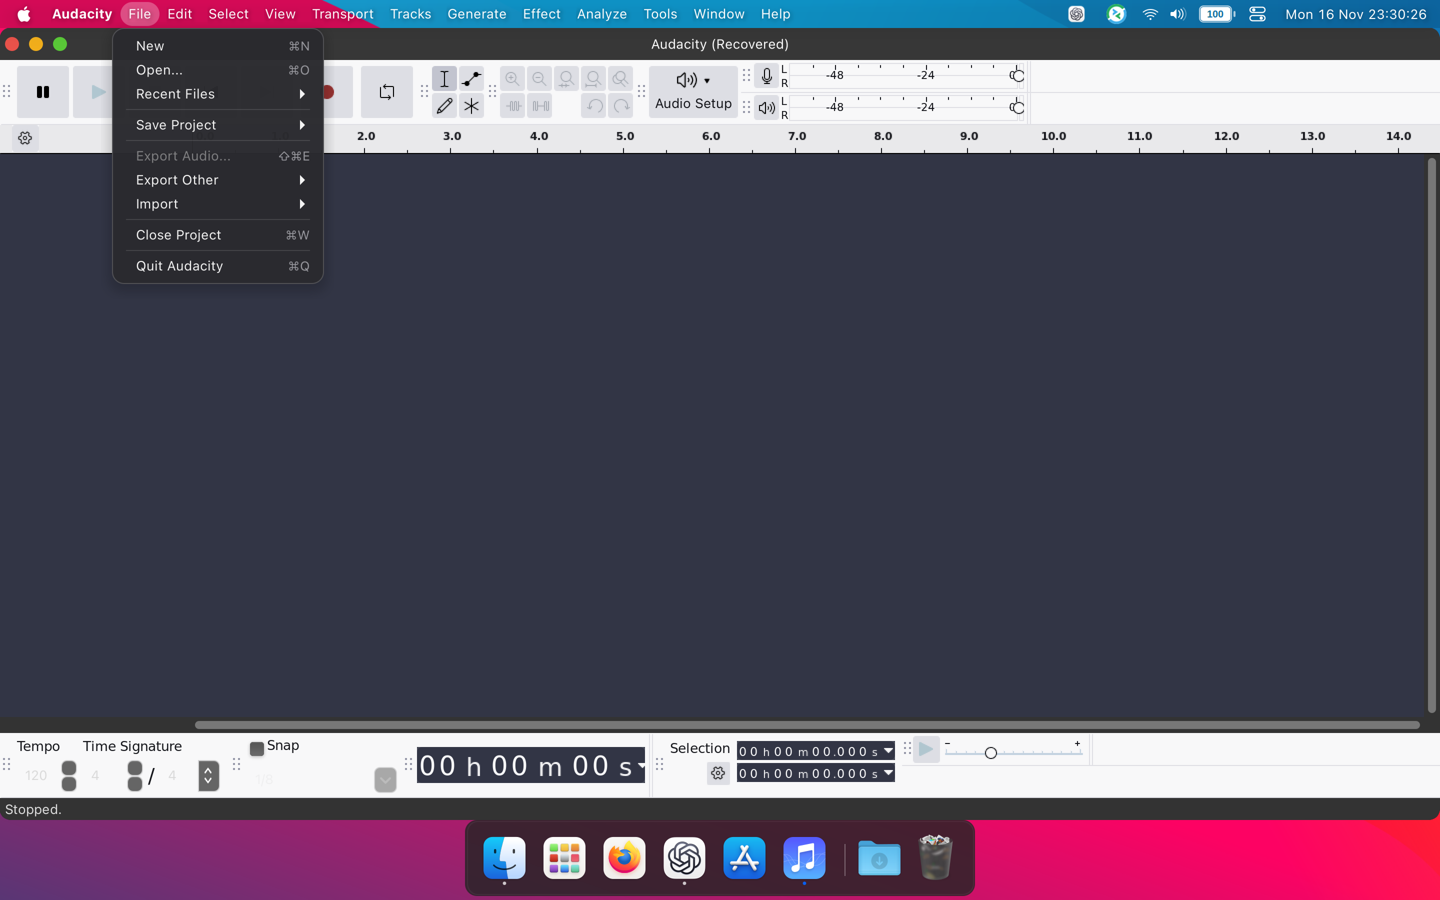 Audacity File Edit Select View Transport Tracks Generate Effect Analyze Tools Window Help 100 Mon 16 Nov 23:30:26
Audacity (Recovered)
New ⌘N
Open... ⌘O
Recent Files
Save Project
Export Audio... ⇧⌘E
Export Other
Import
Close Project ⌘W
Quit Audacity ⌘Q
Audio Setup
L
R
-48 -24
L
R
-48 -24
2.0 3.0 4.0 5.0 6.0 7.0 8.0 9.0 10.0 11.0 12.0 13.0 14.0
Tempo Time Signature Snap
120 4 / 4 1/8
00 h 00 m 00 s
Selection
00 h 00 m 00.000 s
00 h 00 m 00.000 s
- +
Stopped.